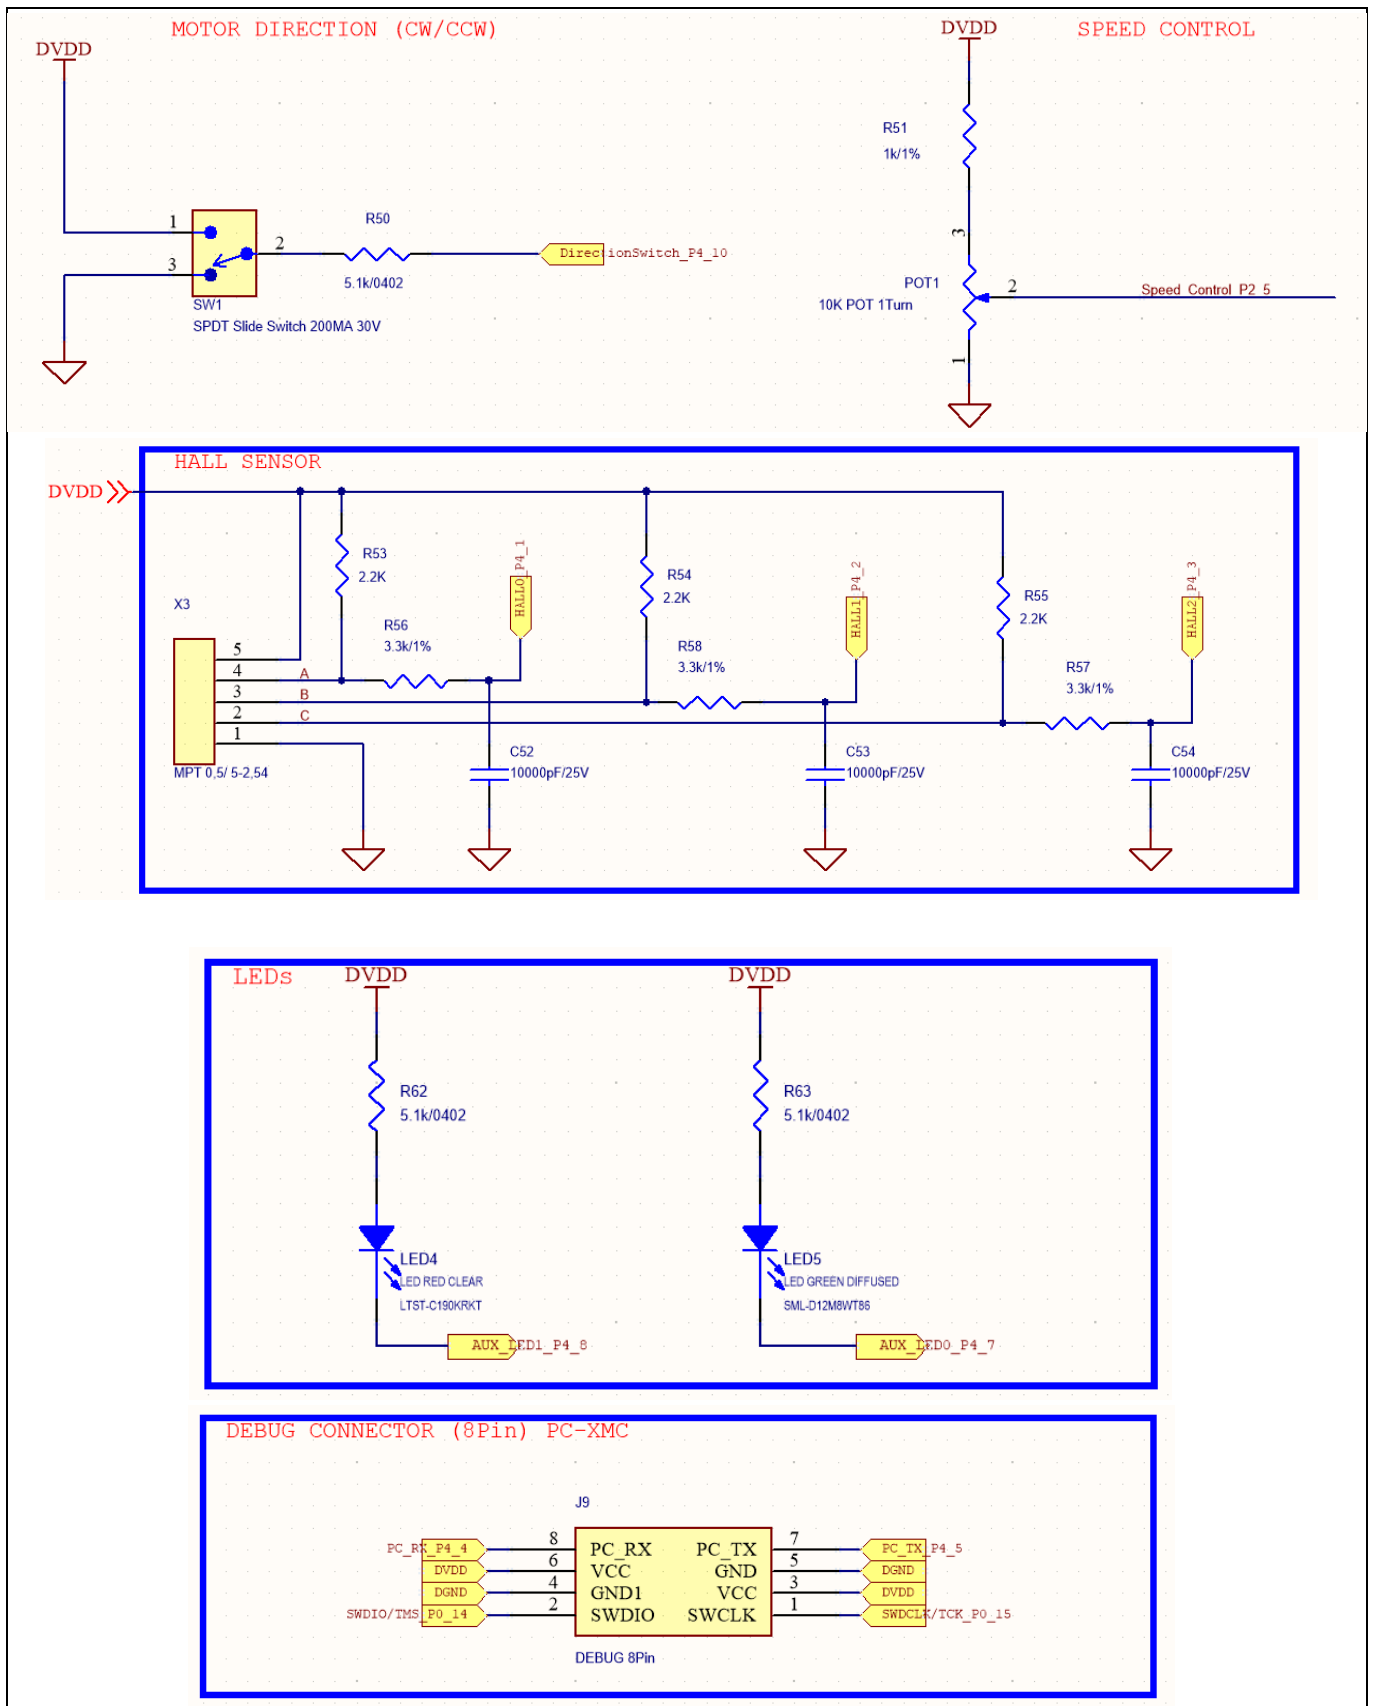 MOTOR DIRECTION (CW/CCW)
DVDD
1
3
2
SW1
SPDT Slide Switch 200MA 30V
R50
5.1k/0402
DirectionSwitch_P4_10
DVDD
SPEED CONTROL
R51
1k/1%
3
POT1
10K POT 1Turn
2
Speed_Control_P2_5
1
HALL SENSOR
DVDD
R53
2.2K
HALL0_P4_1
R54
2.2K
HALL1_P4_2
R55
2.2K
HALL2_P4_3
X3
R56
3.3k/1%
R58
3.3k/1%
R57
3.3k/1%
5
4
A
3
B
2
C
1
MPT 0,5/ 5-2,54
C52
10000pF/25V
C53
10000pF/25V
C54
10000pF/25V
LEDs
DVDD
R62
5.1k/0402
LED4
LED RED CLEAR
LTST-C190KRKT
AUX_LED1_P4_8
DVDD
R63
5.1k/0402
LED5
LED GREEN DIFFUSED
SML-D12M8WT86
AUX_LED0_P4_7
DEBUG CONNECTOR (8Pin) PC-XMC
J9
PC_RX_P4_4 8 PC_RX PC_TX 7 PC_TX_P4_5
DVDD 6 VCC GND 5 DGND
DGND 4 GND1 VCC 3 DVDD
SWDIO/TMS_P0_14 2 SWDIO SWCLK 1 SWDCLK/TCK_P0_15
DEBUG 8Pin